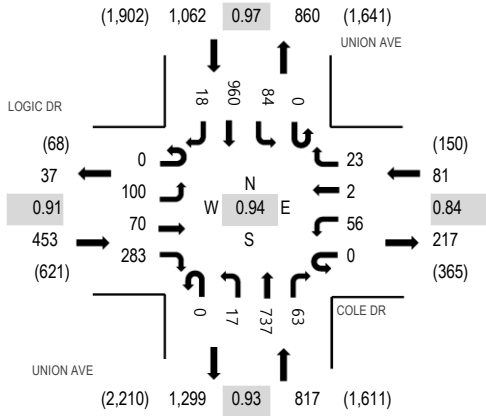 (1,902) 1,062 0.97 860 (1,641)
UNION AVE
LOGIC DR
18 960 84 0
(68)
37
0.91
453
(621)
0
100
70
283
N
W 0.94 E
S
23
2
56
0
(150)
81
0.84
217
(365)
0 17 737 63
COLE DR
UNION AVE
(2,210) 1,299 0.93 817 (1,611)